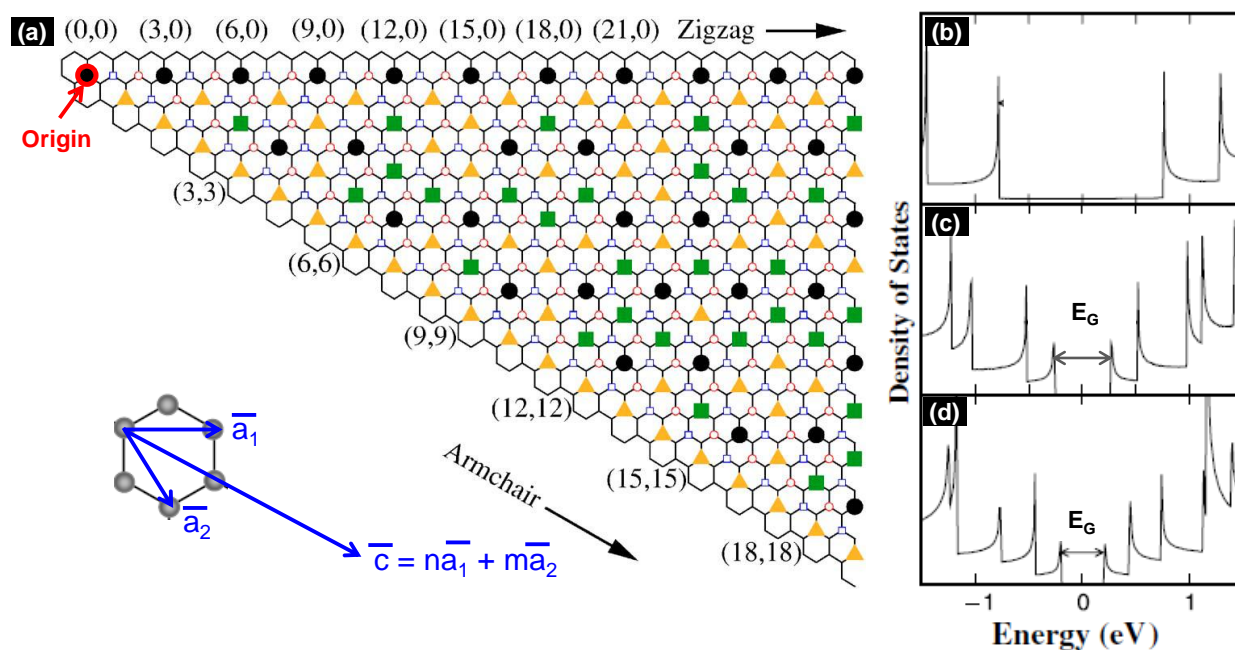 (a) (0,0) (3,0) (6,0) (9,0) (12,0) (15,0) (18,0) (21,0) Zigzag
Origin
(3,3)
(6,6)
(9,9)
(12,12)
(15,15)
(18,18)
Armchair
a1
a2
c = na1 + ma2
(b)
(c)
EG
(d)
EG
Density of States
−1 0 1
Energy (eV)